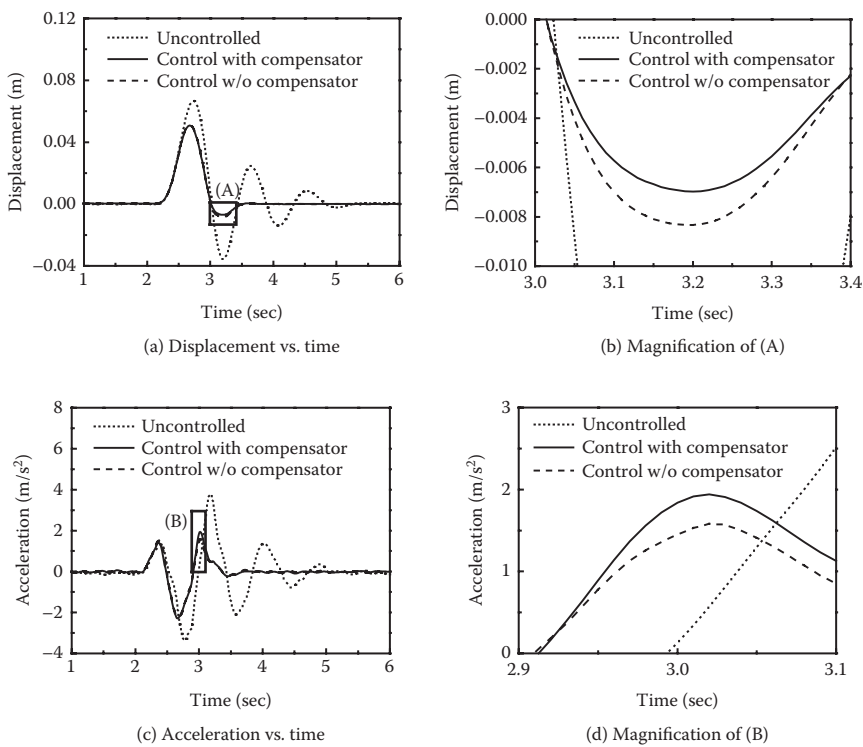 0.12
0.08
0.04
0.00
−0.04
Displacement (m)
Uncontrolled
Control with compensator
Control w/o compensator
(A)
1 2 3 4 5 6
Time (sec)
(a) Displacement vs. time
0.000
−0.002
−0.004
−0.006
−0.008
−0.010
Displacement (m)
Uncontrolled
Control with compensator
Control w/o compensator
3.0 3.1 3.2 3.3 3.4
Time (sec)
(b) Magnification of (A)
8
6
4
2
0
−2
−4
Acceleration (m/s²)
Uncontrolled
Control with compensator
Control w/o compensator
(B)
1 2 3 4 5 6
Time (sec)
(c) Acceleration vs. time
3
2
1
0
Acceleration (m/s²)
Uncontrolled
Control with compensator
Control w/o compensator
2.9 3.0 3.1
Time (sec)
(d) Magnification of (B)